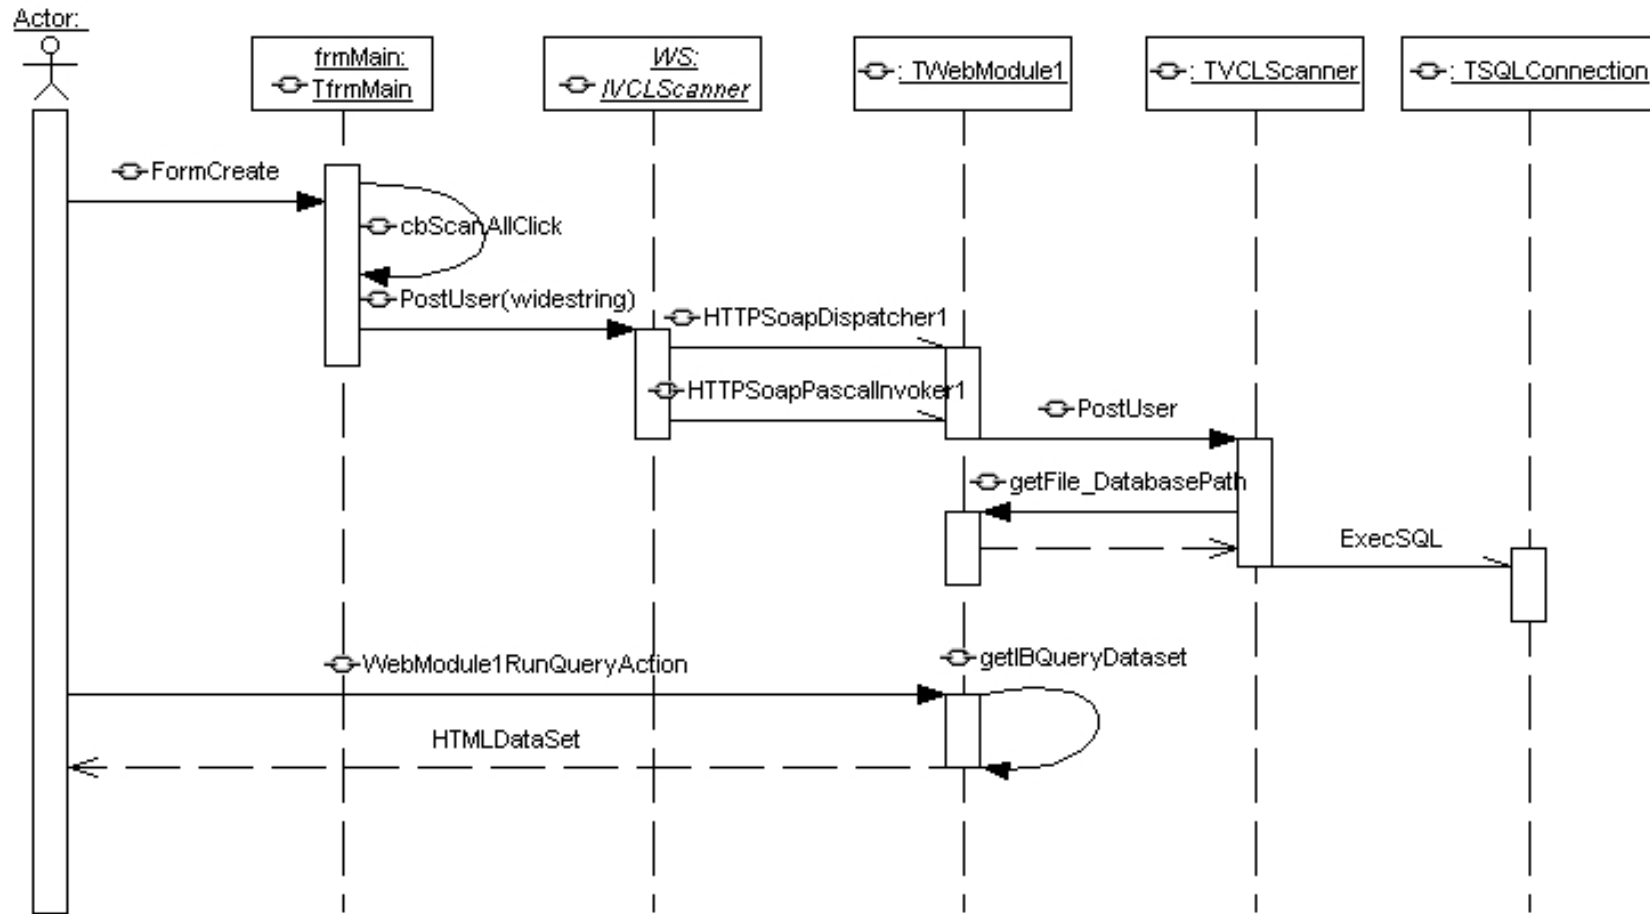 Actor:
frmMain:
TfrmMain
WS:
IVCLScanner
: TWebModule1
: TVCLScanner
: TSQLConnection
FormCreate
cbScanAllClick
PostUser(widestring)
HTTPSoapDispatcher1
HTTPSoapPascalInvoker1
PostUser
getFile_DatabasePath
ExecSQL
WebModule1RunQueryAction
getIBQueryDataset
HTMLDataSet